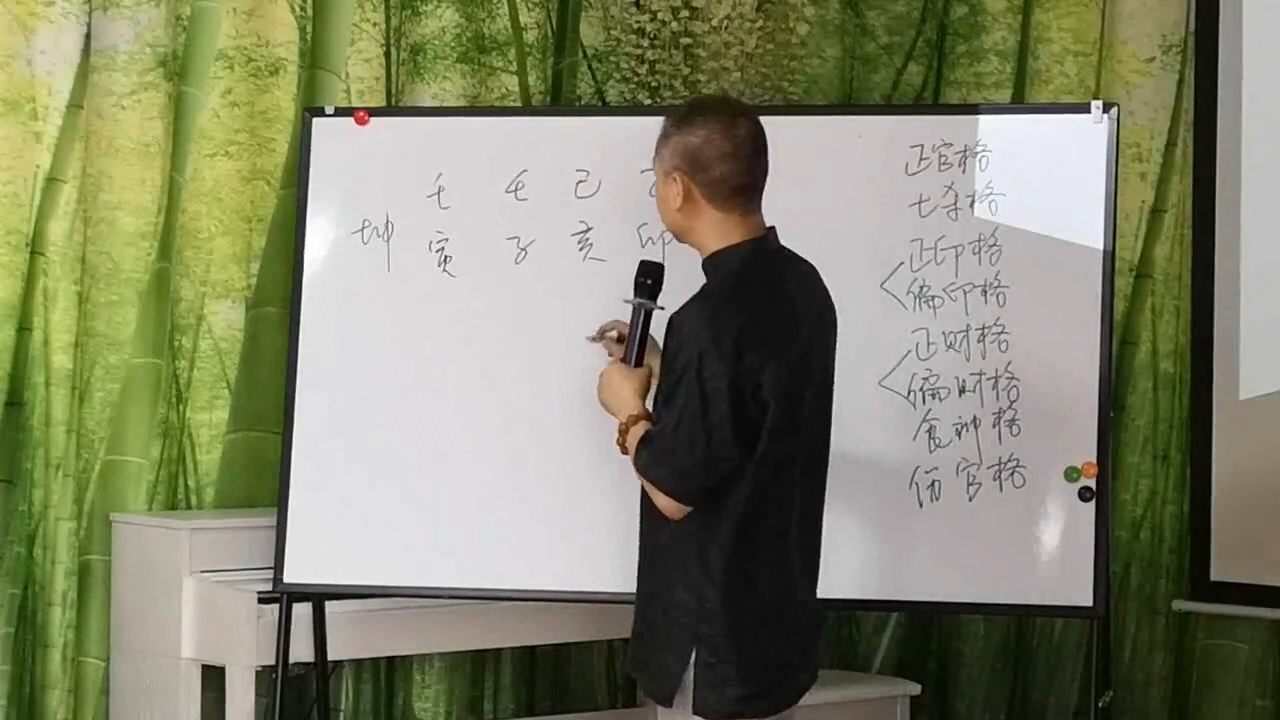 壬 壬 己
坤 寅 子 亥 卯
正官格
七杀格
正印格
偏印格
正财格
偏财格
食神格
伤官格